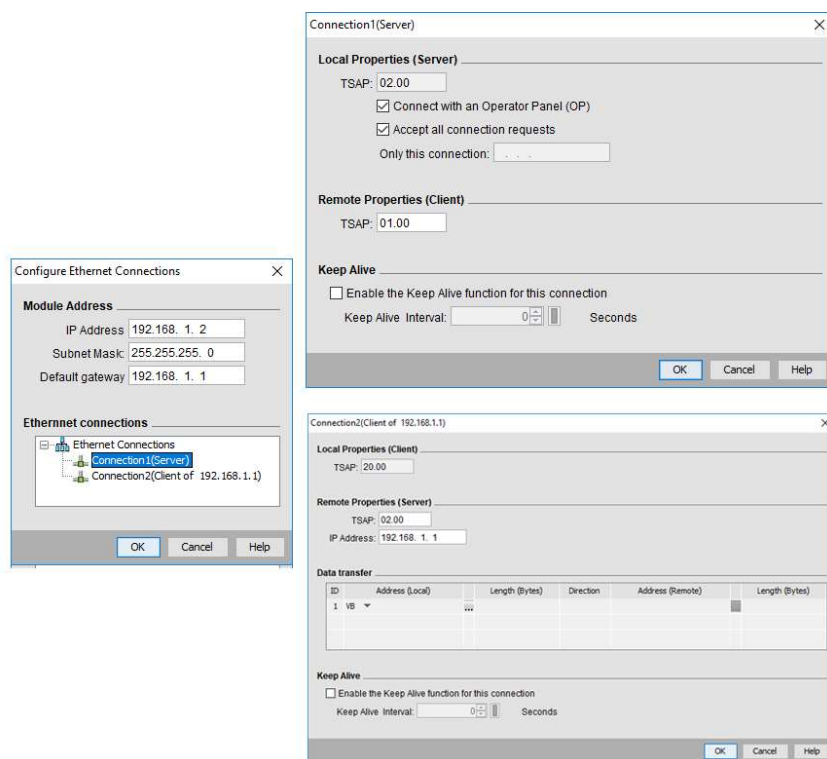 Connection1(Server)
Local Properties (Server)
TSAP: 02.00
Connect with an Operator Panel (OP)
Accept all connection requests
Only this connection: . . .
Remote Properties (Client)
TSAP: 01.00
Keep Alive
Enable the Keep Alive function for this connection
Keep Alive Interval: 0 Seconds
OK Cancel Help
Configure Ethernet Connections
Module Address
IP Address 192.168. 1. 2
Subnet Mask: 255.255.255. 0
Default gateway 192.168. 1. 1
Ethernnet connections
Ethernet Connections
Connection1(Server)
Connection2(Client of 192.168.1.1)
OK Cancel Help
Connection2(Client of 192.168.1.1)
Local Properties (Client)
TSAP: 20.00
Remote Properties (Server)
TSAP: 02.00
IP Address: 192.168. 1. 1
Data transfer
ID Address (Local) Length (Bytes) Direction Address (Remote) Length (Bytes)
1 VB ...
Keep Alive
Enable the Keep Alive function for this connection
Keep Alive Interval: 0 Seconds
OK Cancel Help